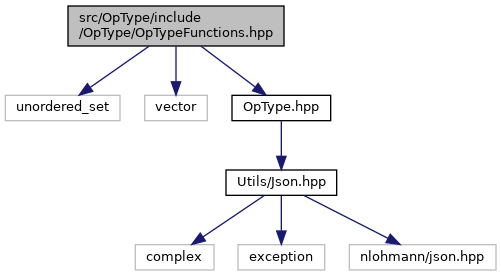 src/OpType/include
/OpType/OpTypeFunctions.hpp
unordered_set
vector
OpType.hpp
Utils/Json.hpp
complex
exception
nlohmann/json.hpp